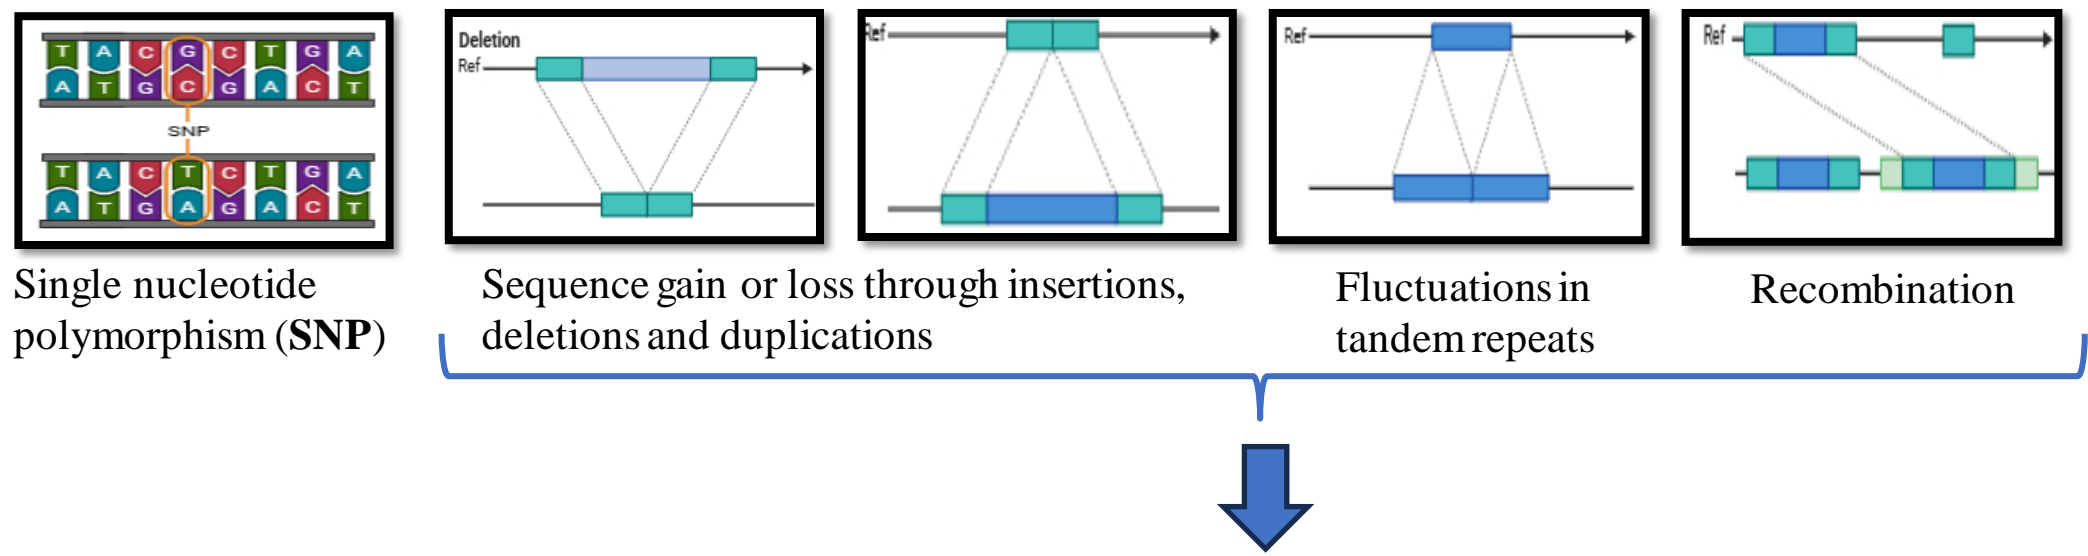 T A C G C T G A
A T G C G A C T
SNP
T A C T C T G A
A T G A G A C T
Deletion
Ref
Ref
Ref
Ref
Single nucleotide
polymorphism (SNP)
Sequence gain or loss through insertions,
deletions and duplications
Fluctuations in
tandem repeats
Recombination